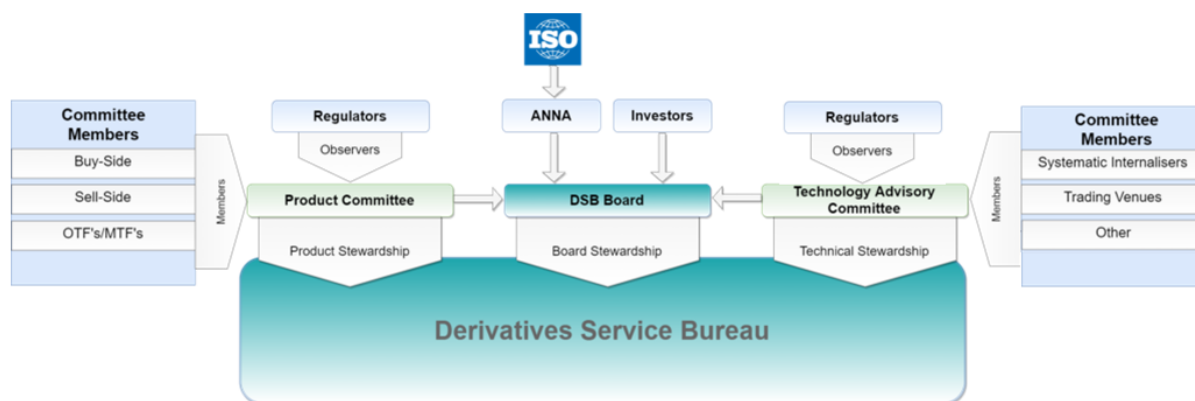 ISO
Committee
Members
Buy-Side
Sell-Side
OTF's/MTF's
Members
Regulators
Observers
Product Committee
Product Stewardship
ANNA
Investors
DSB Board
Board Stewardship
Regulators
Observers
Technology Advisory
Committee
Technical Stewardship
Members
Committee
Members
Systematic Internalisers
Trading Venues
Other
Derivatives Service Bureau